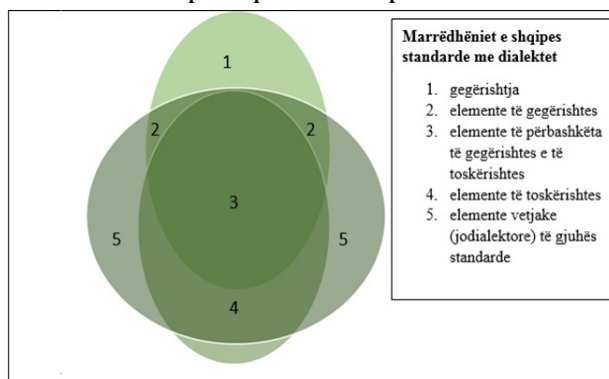 Marrëdhëniet e shqipes
standarde me dialektet
1. gegërishtja
2. elemente të gegërishtes
3. elemente të përbashkëta
të gegërishtes e të
toskërishtes
4. elemente të toskërishtes
5. elemente vetjake
(jodialektore) të gjuhës
standarde
1
2 2
3
5 5
4